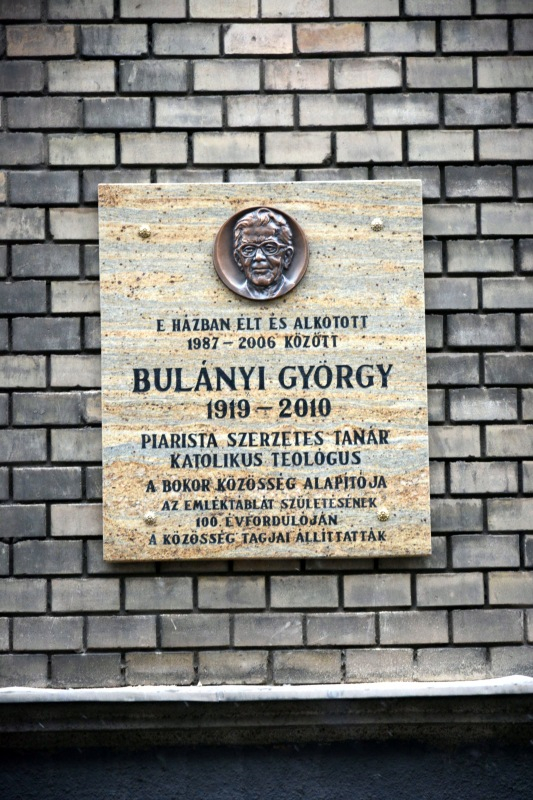 E HÁZBAN ÉLT ÉS ALKOTOTT
1987 – 2006 KÖZÖTT
BULÁNYI GYÖRGY
1919 – 2010
PIARISTA SZERZETES TANÁR
KATOLIKUS TEOLÓGUS
A BOKOR KÖZÖSSÉG ALAPÍTÓJA
AZ EMLÉKTÁBLÁT SZÜLETÉSÉNEK
100. ÉVFORDULÓJÁN
A KÖZÖSSÉG TAGJAI ÁLLÍTTATTÁK